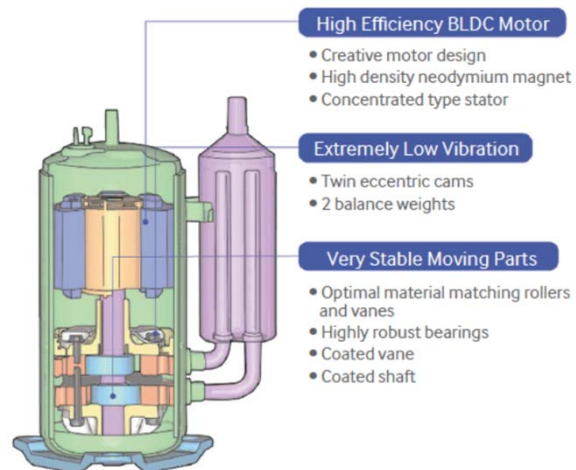 High Efficiency BLDC Motor
• Creative motor design
• High density neodymium magnet
• Concentrated type stator
Extremely Low Vibration
• Twin eccentric cams
• 2 balance weights
Very Stable Moving Parts
• Optimal material matching rollers
and vanes
• Highly robust bearings
• Coated vane
• Coated shaft